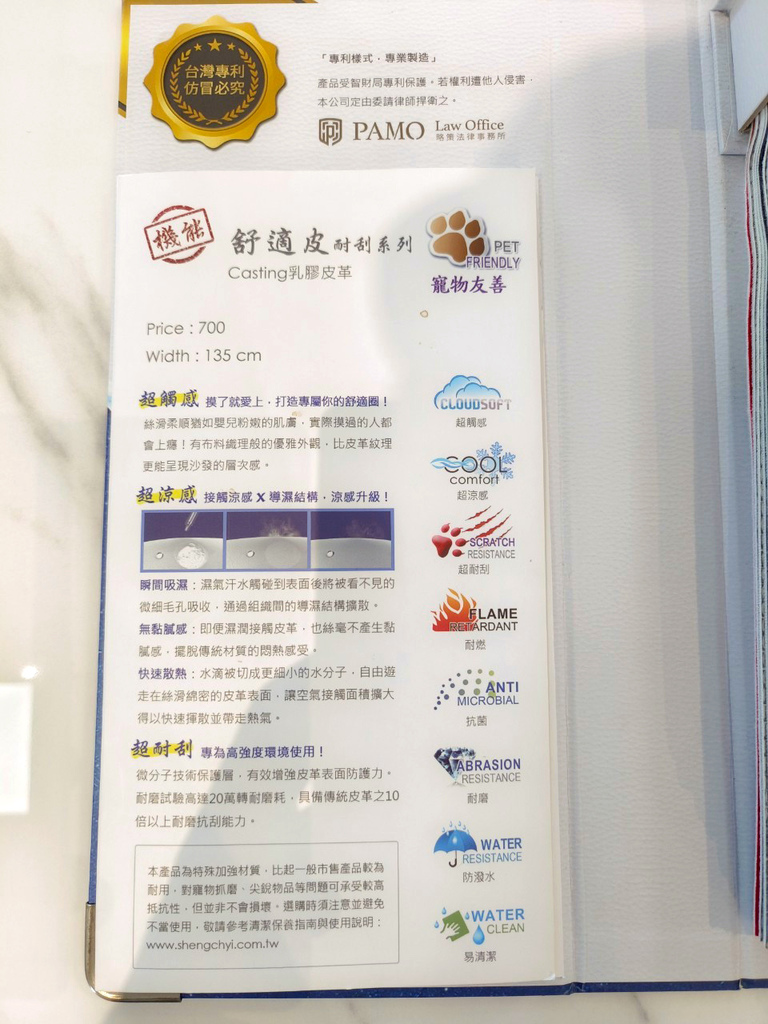 台灣專利
仿冒必究
「專利樣式．專業製造」
產品受智財局專利保護。若權利遭他人侵害，
本公司定由委請律師捍衛之。
PAMO Law Office
略策法律事務所
機能
舒適皮耐刮系列
Casting乳膠皮革
PET
FRIENDLY
寵物友善
Price : 700
Width : 135 cm
超觸感 摸了就愛上，打造專屬你的舒適圈！
絲滑柔順猶如嬰兒粉嫩的肌膚，實際摸過的人都
會上癮！有布料織理般的優雅外觀，比皮革紋理
更能呈現沙發的層次感。
超涼感 接觸涼感 X 導濕結構，涼感升級！
瞬間吸濕：濕氣汗水觸碰到表面後將被看不見的
微細毛孔吸收，通過組織間的導濕結構擴散。
無黏膩感：即便濕潤接觸皮革，也絲毫不產生黏
膩感，擺脫傳統材質的悶熱感受。
快速散熱：水滴被切成更細小的水分子，自由遊
走在絲滑綿密的皮革表面，讓空氣接觸面積擴大
得以快速揮散並帶走熱氣。
超耐刮 專為高強度環境使用！
微分子技術保護層，有效增強皮革表面防護力。
耐磨試驗高達20萬轉耐磨耗，具備傳統皮革之10
倍以上耐磨抗刮能力。
本產品為特殊加強材質，比起一般市售產品較為
耐用，對寵物抓磨、尖銳物品等問題可承受較高
抵抗性，但並非不會損壞。選購時須注意並避免
不當使用，敬請參考清潔保養指南與使用說明：
www.shengchyi.com.tw
CLOUDSOFT
超觸感
COOL
comfort
超涼感
SCRATCH
RESISTANCE
超耐刮
FLAME
RETARDANT
耐燃
ANTI
MICROBIAL
抗菌
ABRASION
RESISTANCE
耐磨
WATER
RESISTANCE
防潑水
WATER
CLEAN
易清潔